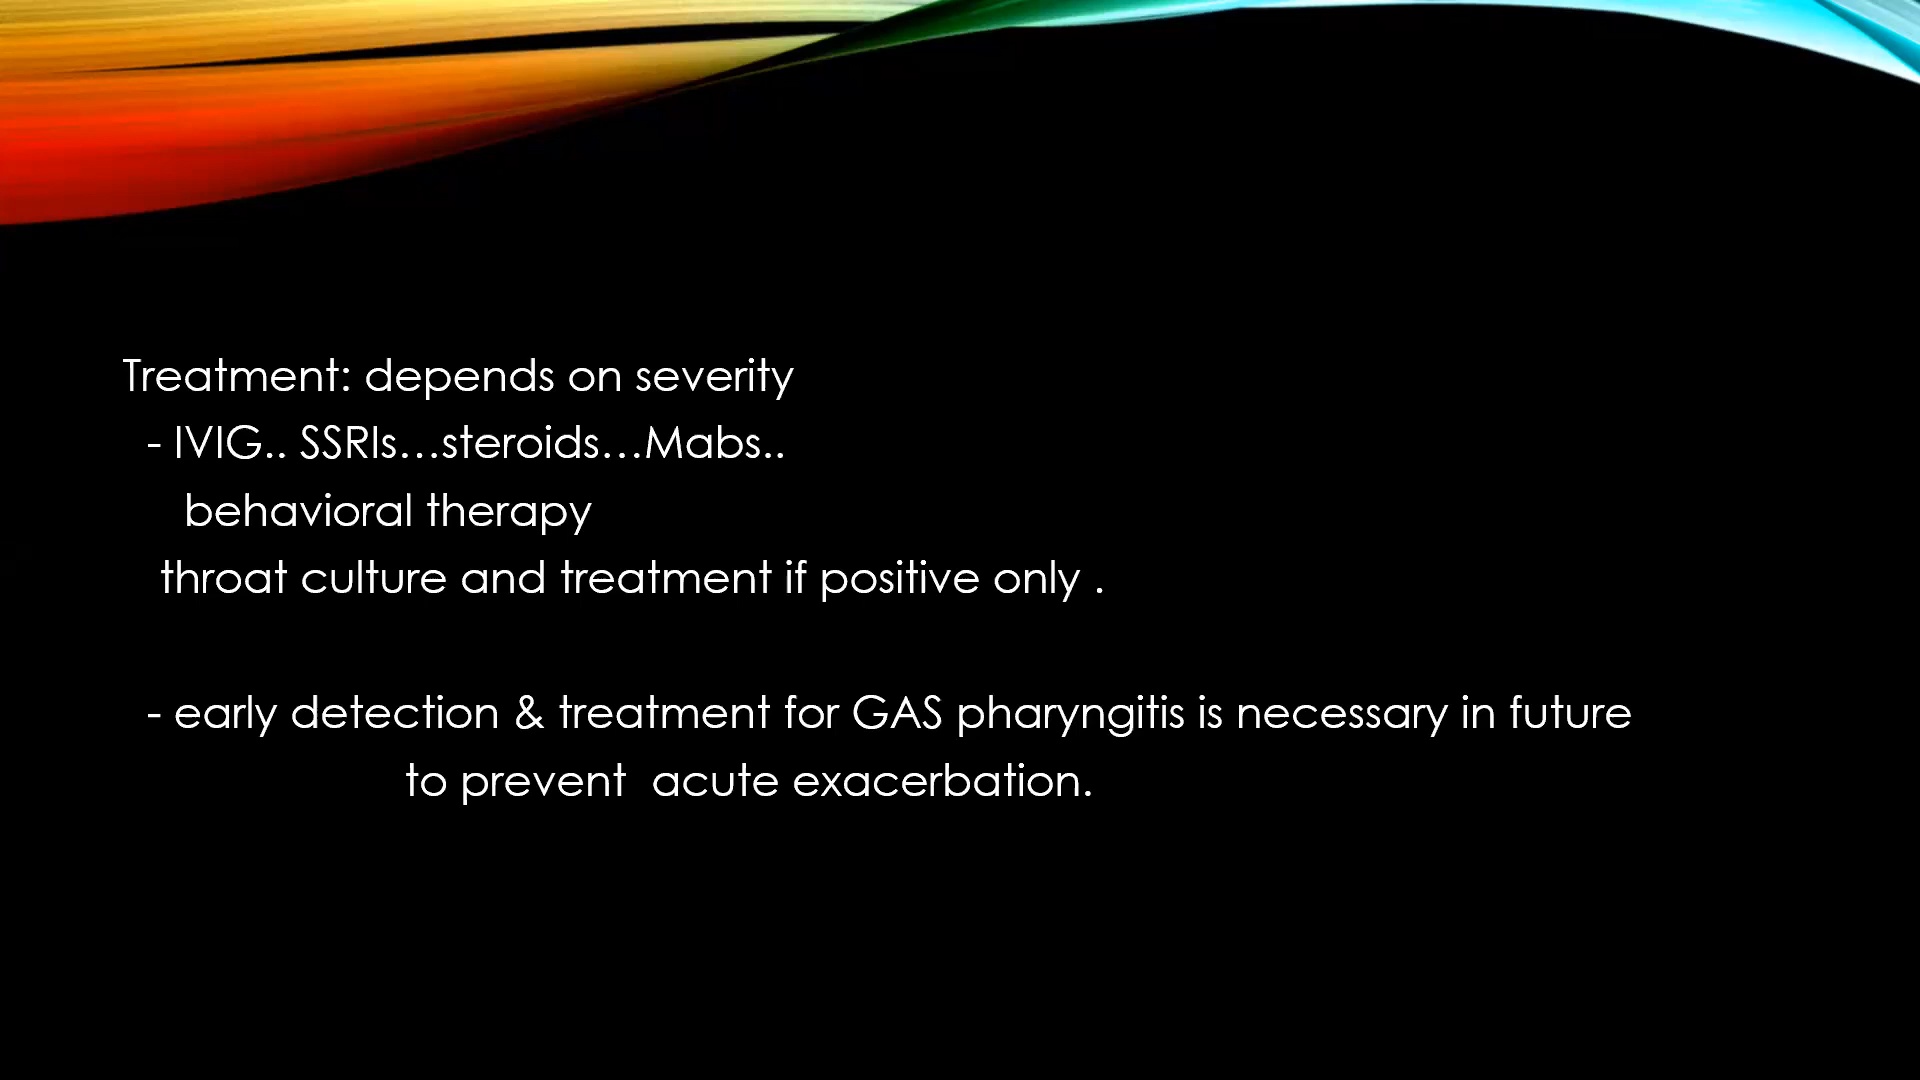 Treatment: depends on severity
- IVIG.. SSRIs...steroids...Mabs..
behavioral therapy
throat culture and treatment if positive only .
- early detection & treatment for GAS pharyngitis is necessary in future
to prevent  acute exacerbation.